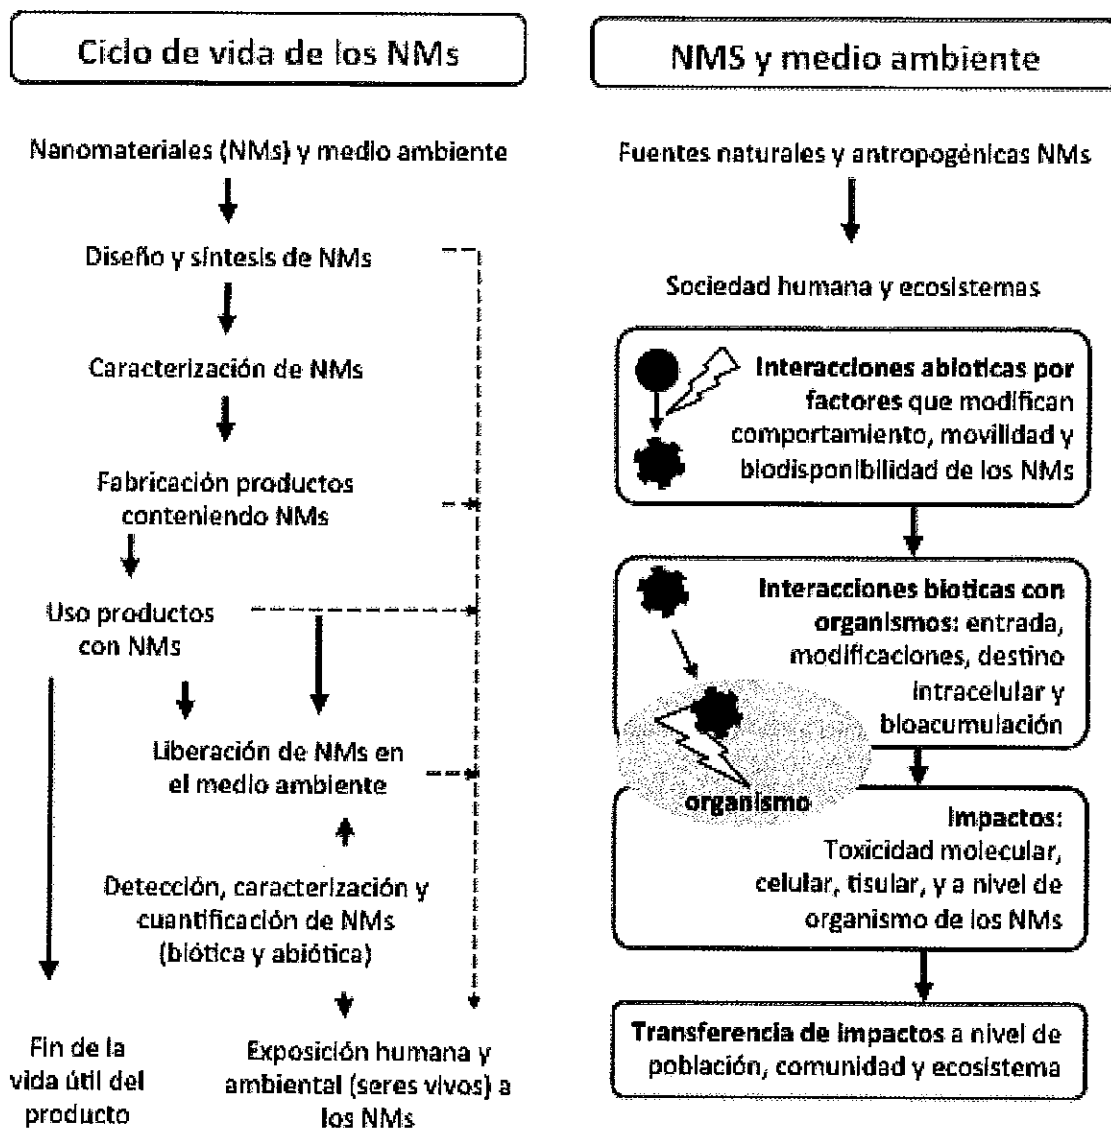 Ciclo de vida de los NMs
Nanomateriales (NMs) y medio ambiente
Diseño y síntesis de NMs
Caracterización de NMs
Fabricación productos
conteniendo NMs
Uso productos
con NMs
Liberación de NMs en
el medio ambiente
Detección, caracterización y
cuantificación de NMs
(biótica y abiótica)
Fin de la
vida útil del
producto
Exposición humana y
ambiental (seres vivos) a
los NMs
NMS y medio ambiente
Fuentes naturales y antropogénicas NMs
Sociedad humana y ecosistemas
Interacciones abioticas por
factores que modifican
comportamiento, movilidad y
biodisponibilidad de los NMs
Interacciones bioticas con
organismos: entrada,
modificaciones, destino
intracelular y
bioacumulación
organismo
Impactos:
Toxicidad molecular,
celular, tisular, y a nivel de
organismo de los NMs
Transferencia de impactos a nivel de
población, comunidad y ecosistema